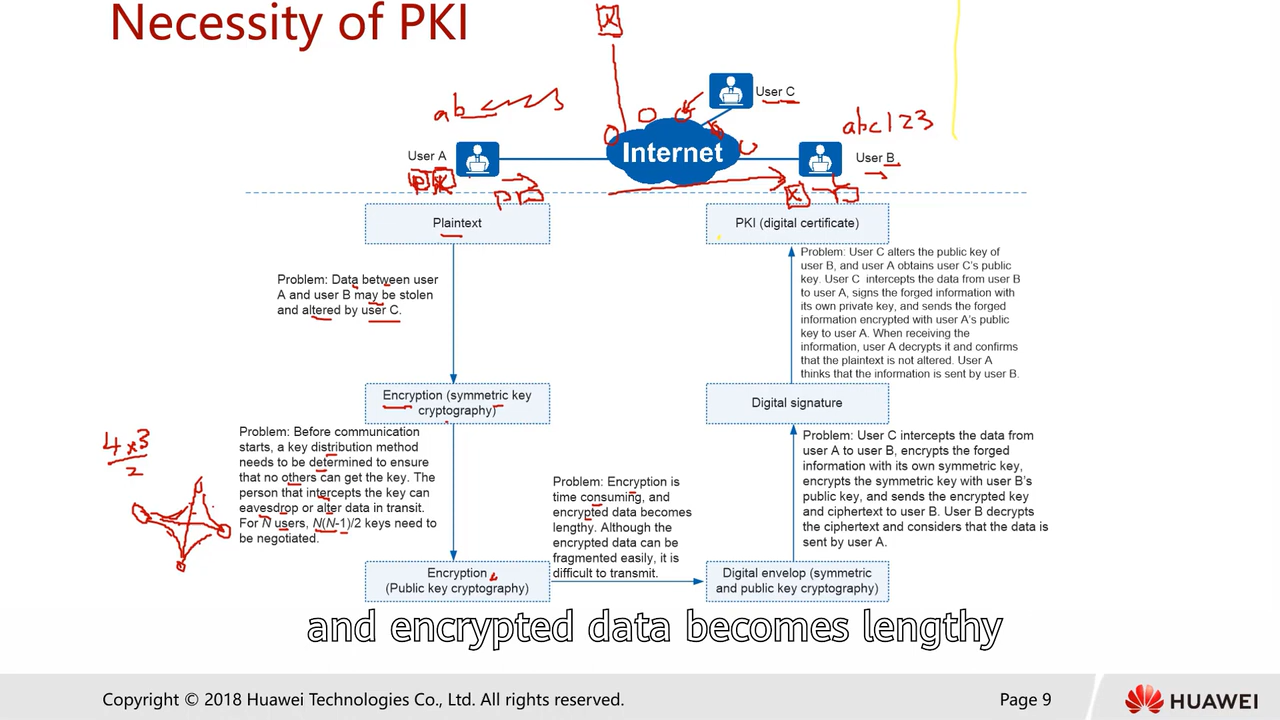 Necessity of PKI
User C
ab
abc123
User A
Internet
User B
Plaintext
PKI (digital certificate)
Problem: Data between user
A and user B may be stolen
and altered by user C.
Problem: User C alters the public key of
user B, and user A obtains user C's public
key. User C intercepts the data from user B
to user A, signs the forged information with
its own private key, and sends the forged
information encrypted with user A's public
key to user A. When receiving the
information, user A decrypts it and confirms
that the plaintext is not altered. User A
thinks that the information is sent by user B.
Encryption (symmetric key
cryptography)
Digital signature
4x3
2
Problem: Before communication
starts, a key distribution method
needs to be determined to ensure
that no others can get the key. The
person that intercepts the key can
eavesdrop or alter data in transit.
For N users, N(N-1)/2 keys need to
be negotiated.
Problem: Encryption is
time consuming, and
encrypted data becomes
lengthy. Although the
encrypted data can be
fragmented easily, it is
difficult to transmit.
Problem: User C intercepts the data from
user A to user B, encrypts the forged
information with its own symmetric key,
encrypts the symmetric key with user B's
public key, and sends the encrypted key
and ciphertext to user B. User B decrypts
the ciphertext and considers that the data is
sent by user A.
Encryption
(Public key cryptography)
Digital envelop (symmetric
and public key cryptography)
and encrypted data becomes lengthy
Copyright © 2018 Huawei Technologies Co., Ltd. All rights reserved.
Page 9
HUAWEI